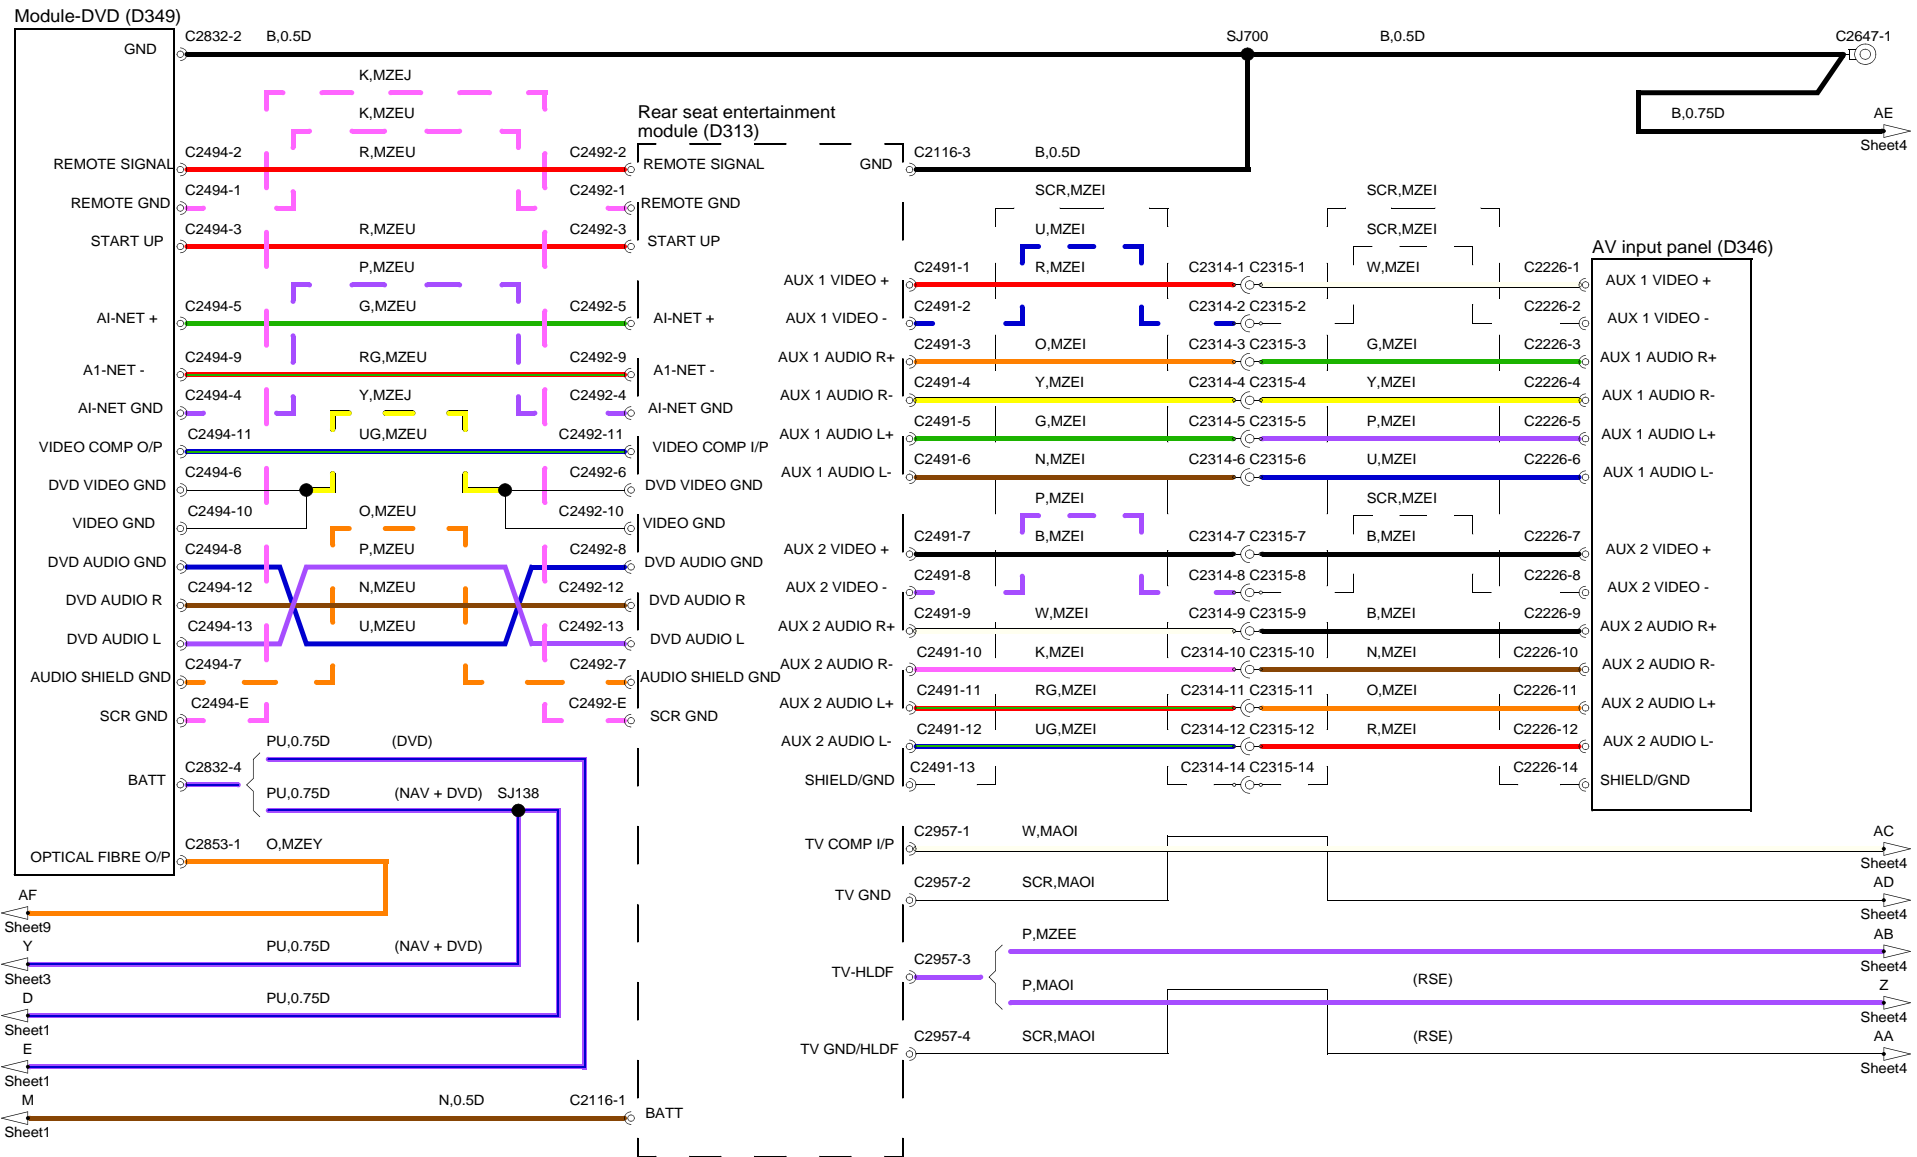 Module-DVD (D349)
GND
C2832-2
B,0.5D
SJ700
B,0.5D
C2647-1
B,0.75D
AE
Sheet4
K,MZEJ
K,MZEU
Rear seat entertainment
module (D313)
REMOTE SIGNAL
C2494-2
R,MZEU
C2492-2
REMOTE SIGNAL
REMOTE GND
C2494-1
C2492-1
REMOTE GND
START UP
C2494-3
R,MZEU
C2492-3
START UP
P,MZEU
AI-NET +
C2494-5
G,MZEU
C2492-5
AI-NET +
A1-NET -
C2494-9
RG,MZEU
C2492-9
A1-NET -
AI-NET GND
C2494-4
Y,MZEJ
C2492-4
AI-NET GND
VIDEO COMP O/P
C2494-11
UG,MZEU
C2492-11
VIDEO COMP I/P
DVD VIDEO GND
C2494-6
C2492-6
DVD VIDEO GND
VIDEO GND
C2494-10
O,MZEU
C2492-10
VIDEO GND
DVD AUDIO GND
C2494-8
P,MZEU
C2492-8
DVD AUDIO GND
DVD AUDIO R
C2494-12
N,MZEU
C2492-12
DVD AUDIO R
DVD AUDIO L
C2494-13
U,MZEU
C2492-13
DVD AUDIO L
AUDIO SHIELD GND
C2494-7
C2492-7
AUDIO SHIELD GND
SCR GND
C2494-E
C2492-E
SCR GND
PU,0.75D
(DVD)
BATT
C2832-4
PU,0.75D
(NAV + DVD)
SJ138
OPTICAL FIBRE O/P
C2853-1
O,MZEY
AF
Sheet9
Y
PU,0.75D
(NAV + DVD)
Sheet3
D
PU,0.75D
Sheet1
E
Sheet1
M
N,0.5D
C2116-1
BATT
Sheet1
GND
C2116-3
B,0.5D
SCR,MZEI
SCR,MZEI
U,MZEI
SCR,MZEI
AV input panel (D346)
AUX 1 VIDEO +
C2491-1
R,MZEI
C2314-1 C2315-1
W,MZEI
C2226-1
AUX 1 VIDEO +
AUX 1 VIDEO -
C2491-2
C2314-2 C2315-2
C2226-2
AUX 1 VIDEO -
AUX 1 AUDIO R+
C2491-3
O,MZEI
C2314-3 C2315-3
G,MZEI
C2226-3
AUX 1 AUDIO R+
AUX 1 AUDIO R-
C2491-4
Y,MZEI
C2314-4 C2315-4
Y,MZEI
C2226-4
AUX 1 AUDIO R-
AUX 1 AUDIO L+
C2491-5
G,MZEI
C2314-5 C2315-5
P,MZEI
C2226-5
AUX 1 AUDIO L+
AUX 1 AUDIO L-
C2491-6
N,MZEI
C2314-6 C2315-6
U,MZEI
C2226-6
AUX 1 AUDIO L-
P,MZEI
SCR,MZEI
AUX 2 VIDEO +
C2491-7
B,MZEI
C2314-7 C2315-7
B,MZEI
C2226-7
AUX 2 VIDEO +
AUX 2 VIDEO -
C2491-8
C2314-8 C2315-8
C2226-8
AUX 2 VIDEO -
AUX 2 AUDIO R+
C2491-9
W,MZEI
C2314-9 C2315-9
B,MZEI
C2226-9
AUX 2 AUDIO R+
AUX 2 AUDIO R-
C2491-10
K,MZEI
C2314-10 C2315-10
N,MZEI
C2226-10
AUX 2 AUDIO R-
AUX 2 AUDIO L+
C2491-11
RG,MZEI
C2314-11 C2315-11
O,MZEI
C2226-11
AUX 2 AUDIO L+
AUX 2 AUDIO L-
C2491-12
UG,MZEI
C2314-12 C2315-12
R,MZEI
C2226-12
AUX 2 AUDIO L-
SHIELD/GND
C2491-13
C2314-14 C2315-14
C2226-14
SHIELD/GND
TV COMP I/P
C2957-1
W,MAOI
AC
Sheet4
TV GND
C2957-2
SCR,MAOI
AD
Sheet4
P,MZEE
AB
Sheet4
TV-HLDF
C2957-3
P,MAOI
(RSE)
Z
Sheet4
TV GND/HLDF
C2957-4
SCR,MAOI
(RSE)
AA
Sheet4